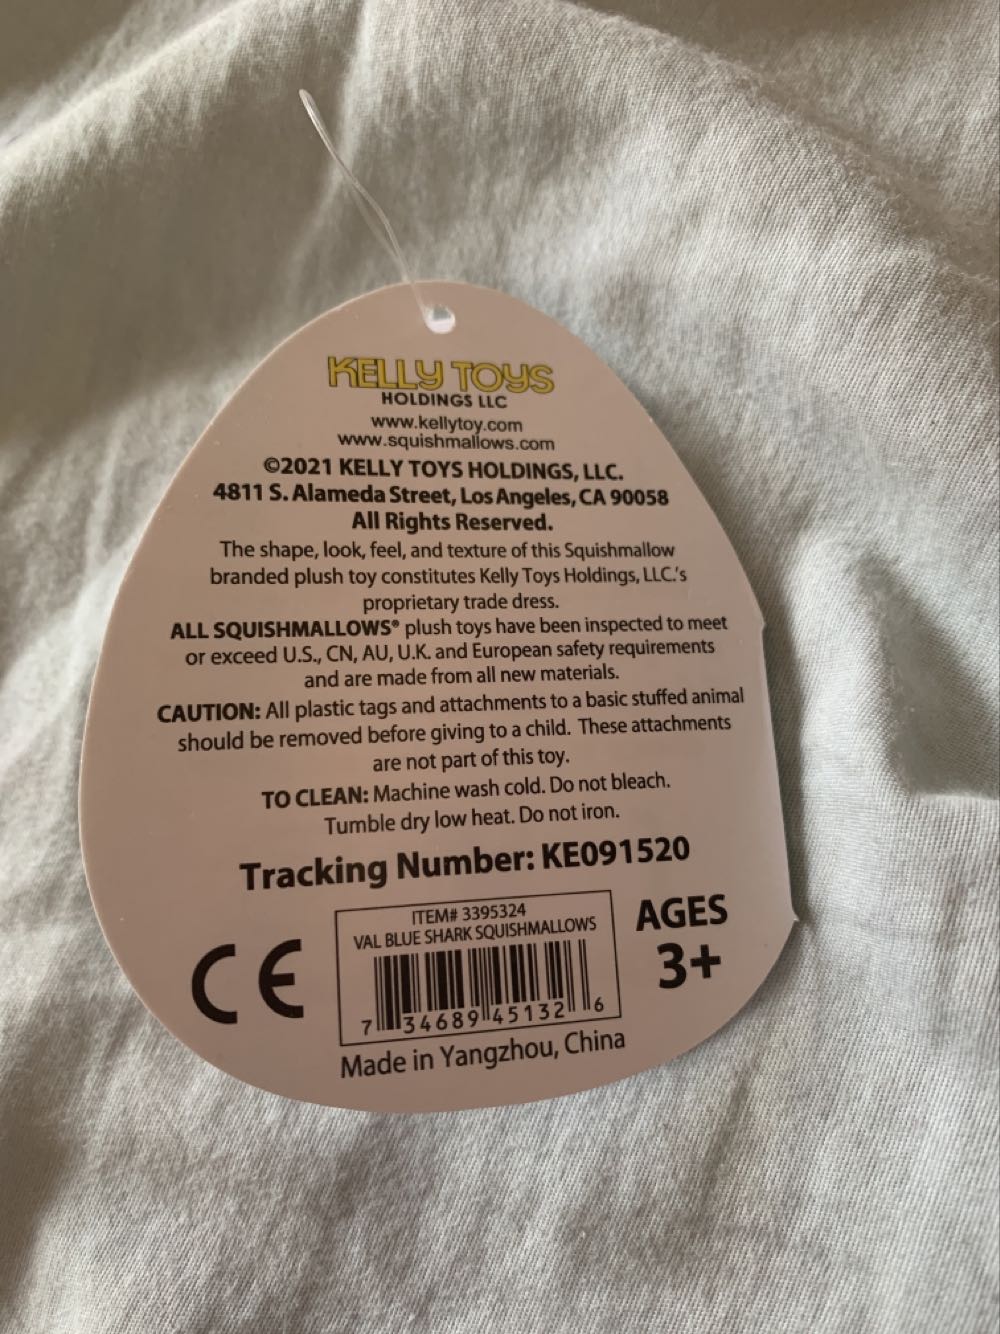 KELLY TOYS
HOLDINGS LLC
www.kellytoy.com
www.squishmallows.com
©2021 KELLY TOYS HOLDINGS, LLC.
4811 S. Alameda Street, Los Angeles, CA 90058
All Rights Reserved.
The shape, look, feel, and texture of this Squishmallow
branded plush toy constitutes Kelly Toys Holdings, LLC.'s
proprietary trade dress.
ALL SQUISHMALLOWS® plush toys have been inspected to meet
or exceed U.S., CN, AU, U.K. and European safety requirements
and are made from all new materials.
CAUTION: All plastic tags and attachments to a basic stuffed animal
should be removed before giving to a child. These attachments
are not part of this toy.
TO CLEAN: Machine wash cold. Do not bleach.
Tumble dry low heat. Do not iron.
Tracking Number: KE091520
CE
ITEM# 3395324
VAL BLUE SHARK SQUISHMALLOWS
7 34689 45132 6
AGES
3+
Made in Yangzhou, China